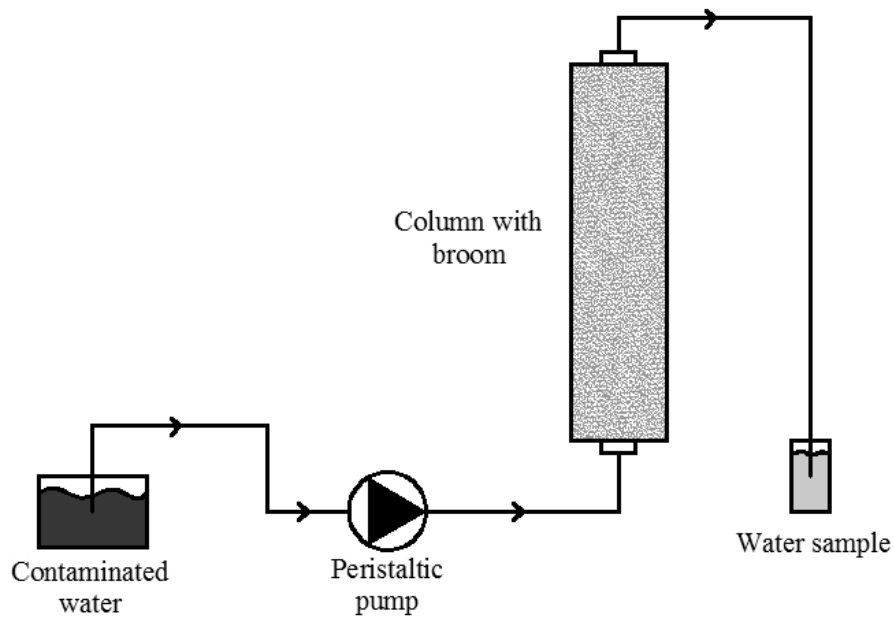 Column with
broom
Contaminated
water
Peristaltic
pump
Water sample